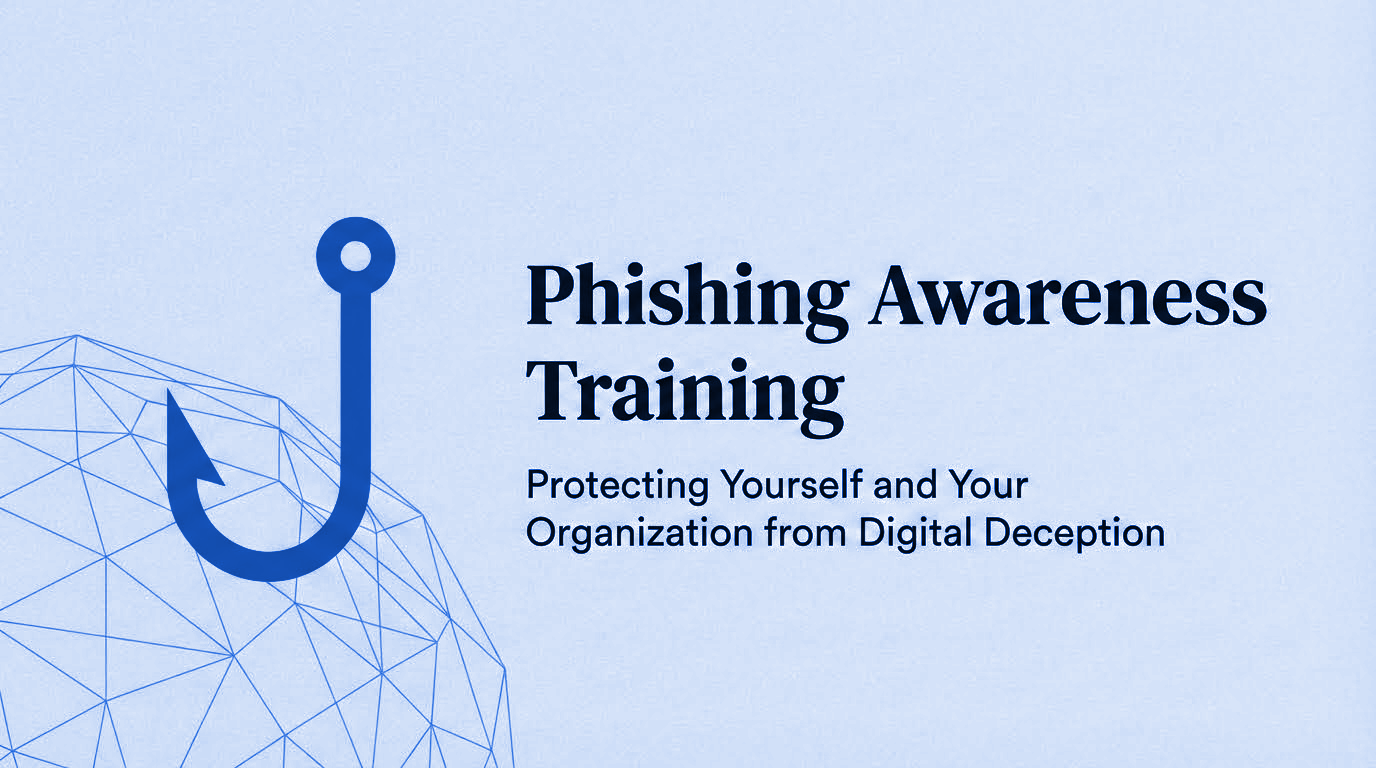 Phishing Awareness
Training
Protecting Yourself and Your
Organization from Digital Deception